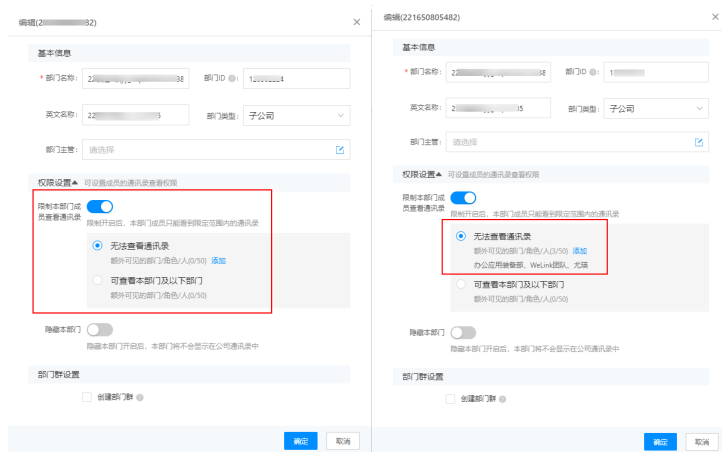 编辑(2 32)
基本信息
* 部门名称: 22 38 部门ID : 1 4
英文名称: 22 部门类型: 子公司
部门主管: 请选择
权限设置 可设置成员的通讯录查看权限
限制本部门成员查看通讯录
限制开启后，本部门成员只能看到限定范围内的通讯录
无法查看通讯录
额外可见的部门/角色/人(0/50) 添加
可查看本部门及以下部门
额外可见的部门/角色/人(0/50)
隐藏本部门
隐藏本部门开启后，本部门将不会显示在公司通讯录中
部门群设置
创建部门群
确定 取消
编辑(221650805482)
基本信息
* 部门名称: 22 58 部门ID : 1
英文名称: 2 35 部门类型: 子公司
部门主管: 请选择
权限设置 可设置成员的通讯录查看权限
限制本部门成员查看通讯录
限制开启后，本部门成员只能看到限定范围内的通讯录
无法查看通讯录
额外可见的部门/角色/人(3/50) 添加
办公应用装备部、WeLink团队、尤瑞
可查看本部门及以下部门
额外可见的部门/角色/人(0/50)
隐藏本部门
隐藏本部门开启后，本部门将不会显示在公司通讯录中
部门群设置
创建部门群
确定 取消